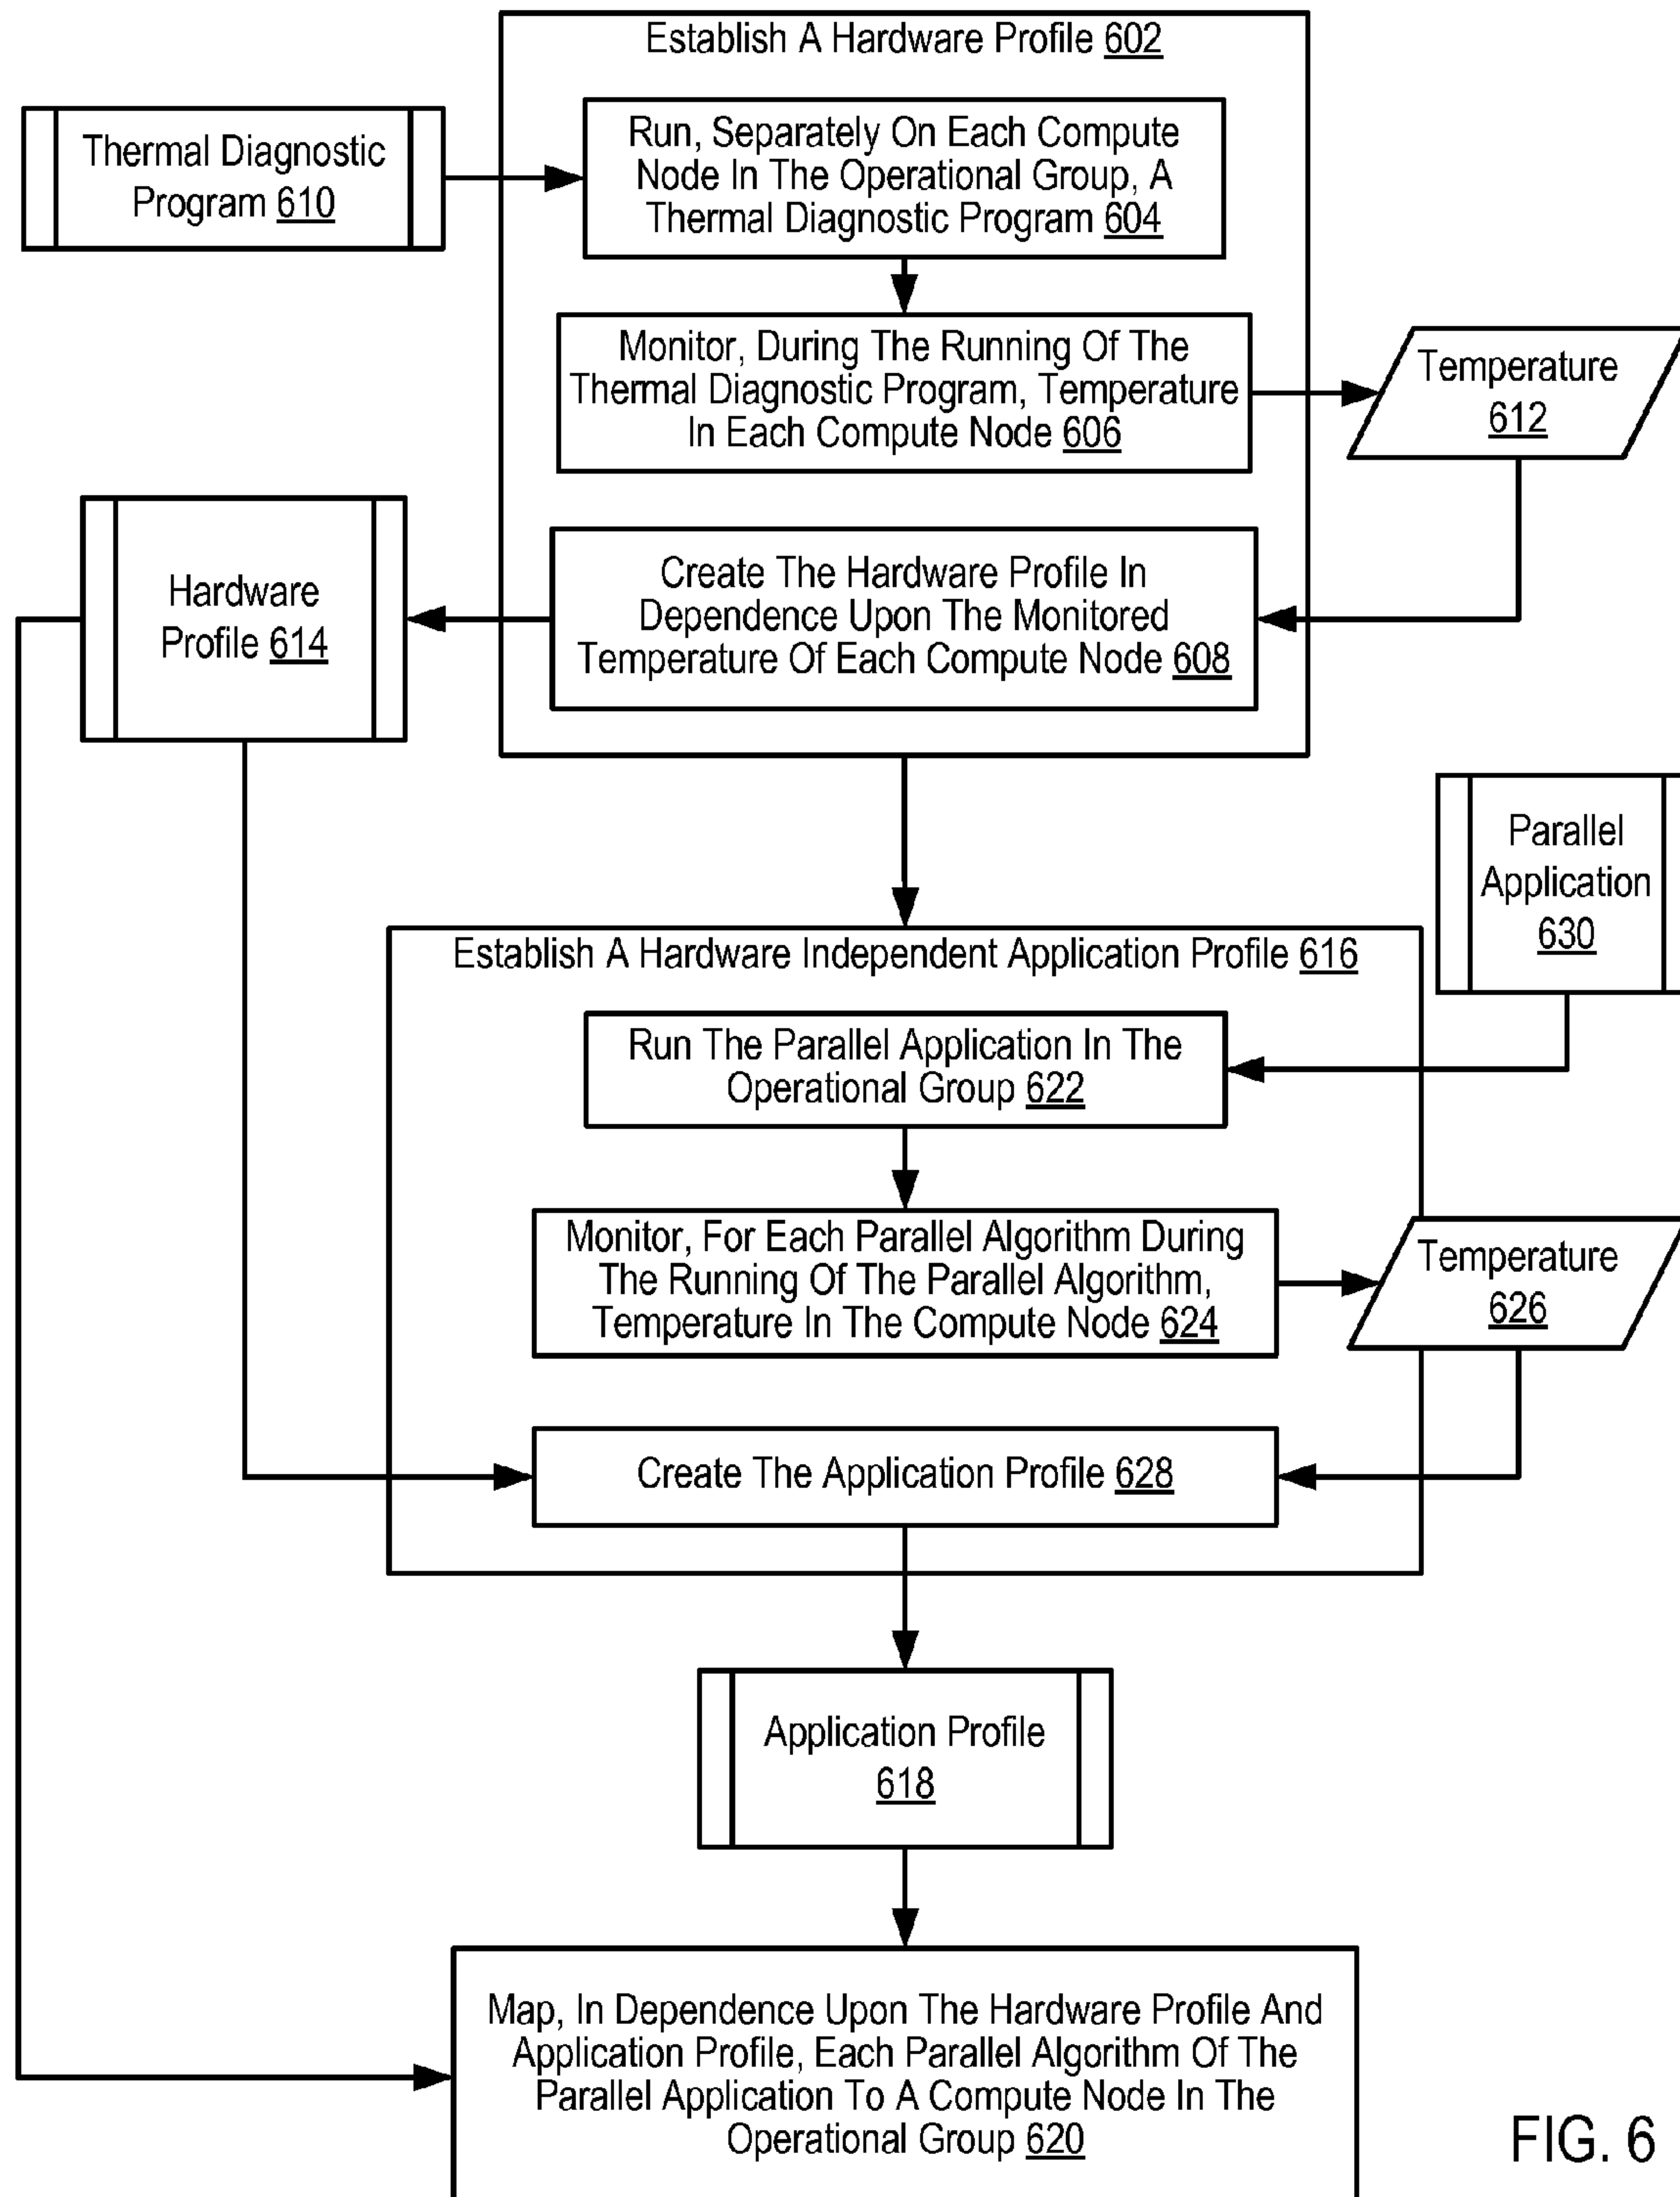 Establish A Hardware Profile 602
Thermal Diagnostic
Program 610
Run, Separately On Each Compute
Node In The Operational Group, A
Thermal Diagnostic Program 604
Monitor, During The Running Of The
Thermal Diagnostic Program, Temperature
In Each Compute Node 606
Temperature
612
Hardware
Profile 614
Create The Hardware Profile In
Dependence Upon The Monitored
Temperature Of Each Compute Node 608
Parallel
Application
630
Establish A Hardware Independent Application Profile 616
Run The Parallel Application In The
Operational Group 622
Monitor, For Each Parallel Algorithm During
The Running Of The Parallel Algorithm,
Temperature In The Compute Node 624
Temperature
626
Create The Application Profile 628
Application Profile
618
Map, In Dependence Upon The Hardware Profile And
Application Profile, Each Parallel Algorithm Of The
Parallel Application To A Compute Node In The
Operational Group 620
FIG. 6